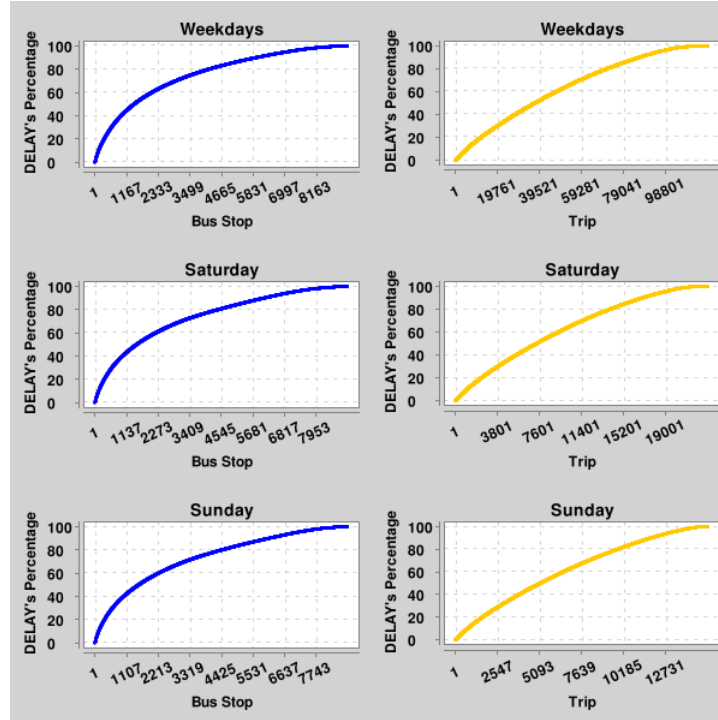 Weekdays
DELAY's Percentage
100
80
60
40
20
0
1 1167 2333 3499 4665 5831 6997 8163
Bus Stop
Weekdays
DELAY's Percentage
100
80
60
40
20
0
1 19761 39521 59281 79041 98801
Trip
Saturday
DELAY's Percentage
100
80
60
40
20
0
1 1137 2273 3409 4545 5681 6817 7953
Bus Stop
Saturday
DELAY's Percentage
100
80
60
40
20
0
1 3801 7601 11401 15201 19001
Trip
Sunday
DELAY's Percentage
100
80
60
40
20
0
1 1107 2213 3319 4425 5531 6637 7743
Bus Stop
Sunday
DELAY's Percentage
100
80
60
40
20
0
1 2547 5093 7639 10185 12731
Trip